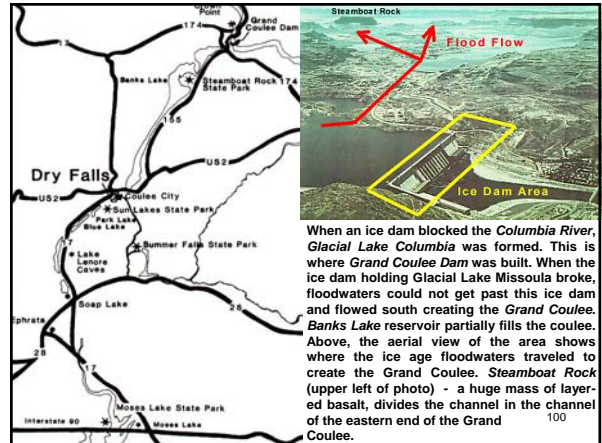 Crown
Point
174
Grand
Coulee Dam
17
Banks Lake
Steamboat Rock
State Park
174
155
US2
Dry Falls
US2
Coulee City
Sun Lakes State Park
Park Lake
Blue Lake
17
Summer Falls State Park
Lake
Lenore
Caves
Soap Lake
Ephrata
28
28
17
Moses Lake State Park
Interstate 90
Moses Lake
Steamboat Rock
Flood Flow
Ice Dam Area
When an ice dam blocked the Columbia River,
Glacial Lake Columbia was formed. This is
where Grand Coulee Dam was built. When the
ice dam holding Glacial Lake Missoula broke,
floodwaters could not get past this ice dam
and flowed south creating the Grand Coulee.
Banks Lake reservoir partially fills the coulee.
Above, the aerial view of the area shows
where the ice age floodwaters traveled to
create the Grand Coulee. Steamboat Rock
(upper left of photo) - a huge mass of layer-
ed basalt, divides the channel in the channel
of the eastern end of the Grand
Coulee.
100